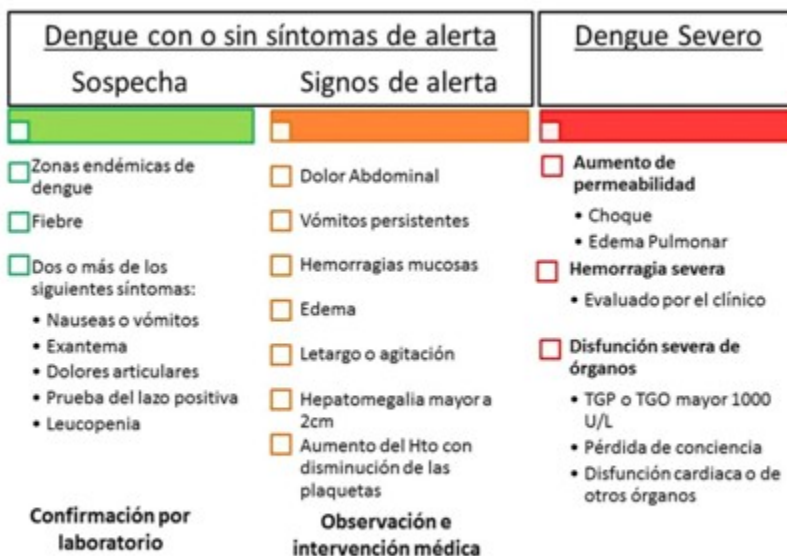 Dengue con o sin síntomas de alerta
Sospecha
Signos de alerta
Dengue Severo
Zonas endémicas de
dengue
Fiebre
Dos o más de los
siguientes síntomas:
• Nauseas o vómitos
• Exantema
• Dolores articulares
• Prueba del lazo positiva
• Leucopenia
Confirmación por
laboratorio
Dolor Abdominal
Vómitos persistentes
Hemorragias mucosas
Edema
Letargo o agitación
Hepatomegalia mayor a
2cm
Aumento del Hto con
disminución de las
plaquetas
Observación e
intervención médica
Aumento de
permeabilidad
• Choque
• Edema Pulmonar
Hemorragia severa
• Evaluado por el clínico
Disfunción severa de
órganos
• TGP o TGO mayor 1000
U/L
• Pérdida de conciencia
• Disfunción cardiaca o de
otros órganos